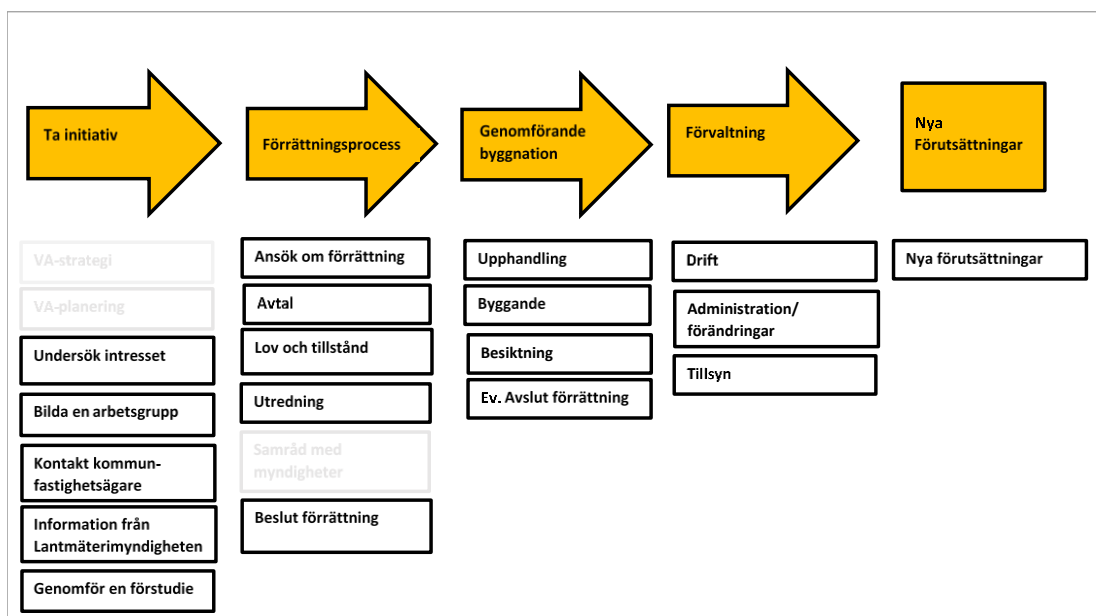 Ta initiativ
Förrättningsprocess
Genomförande
byggnation
Förvaltning
Nya
Förutsättningar
VA-strategi
VA-planering
Undersök intresset
Bilda en arbetsgrupp
Kontakt kommun-
fastighetsägare
Information från
Lantmäterimyndigheten
Genomför en förstudie
Ansök om förrättning
Avtal
Lov och tillstånd
Utredning
Samråd med
myndigheter
Beslut förrättning
Upphandling
Byggande
Besiktning
Ev. Avslut förrättning
Drift
Administration/
förändringar
Tillsyn
Nya förutsättningar